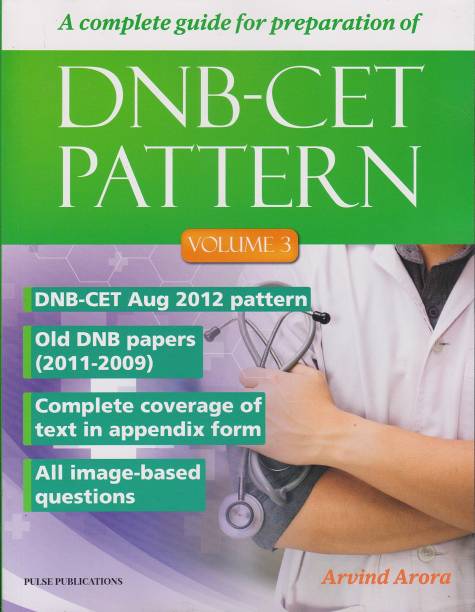 A complete guide for preparation of
DNB-CET
PATTERN
VOLUME 3
DNB-CET Aug 2012 pattern
Old DNB papers
(2011-2009)
Complete coverage of
text in appendix form
All image-based
questions
PULSE PUBLICATIONS
Arvind Arora